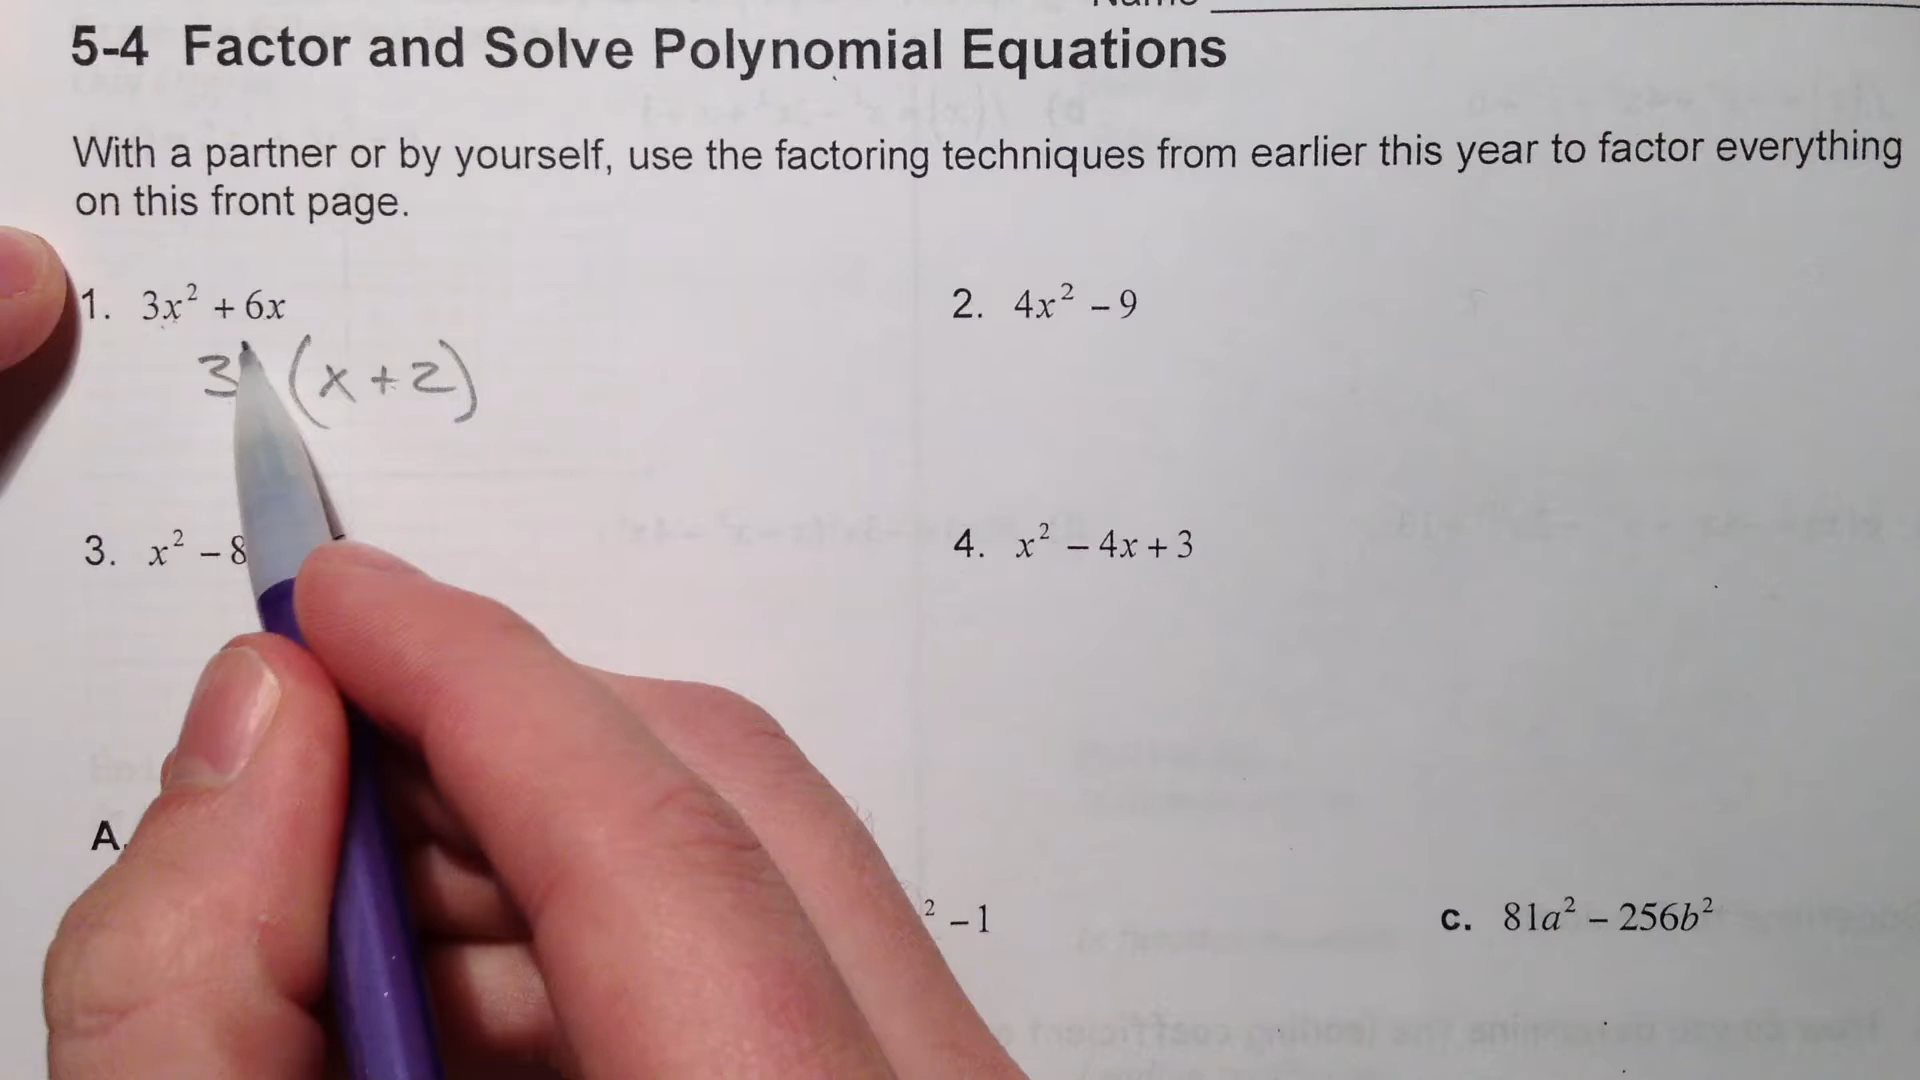 5-4 Factor and Solve Polynomial Equations
With a partner or by yourself, use the factoring techniques from earlier this year to factor everything
on this front page.
1. 3x² + 6x
2. 4x² – 9
3 (x+2)
3. x² – 8
4. x² – 4x + 3
A.
² – 1
c. 81a² – 256b²